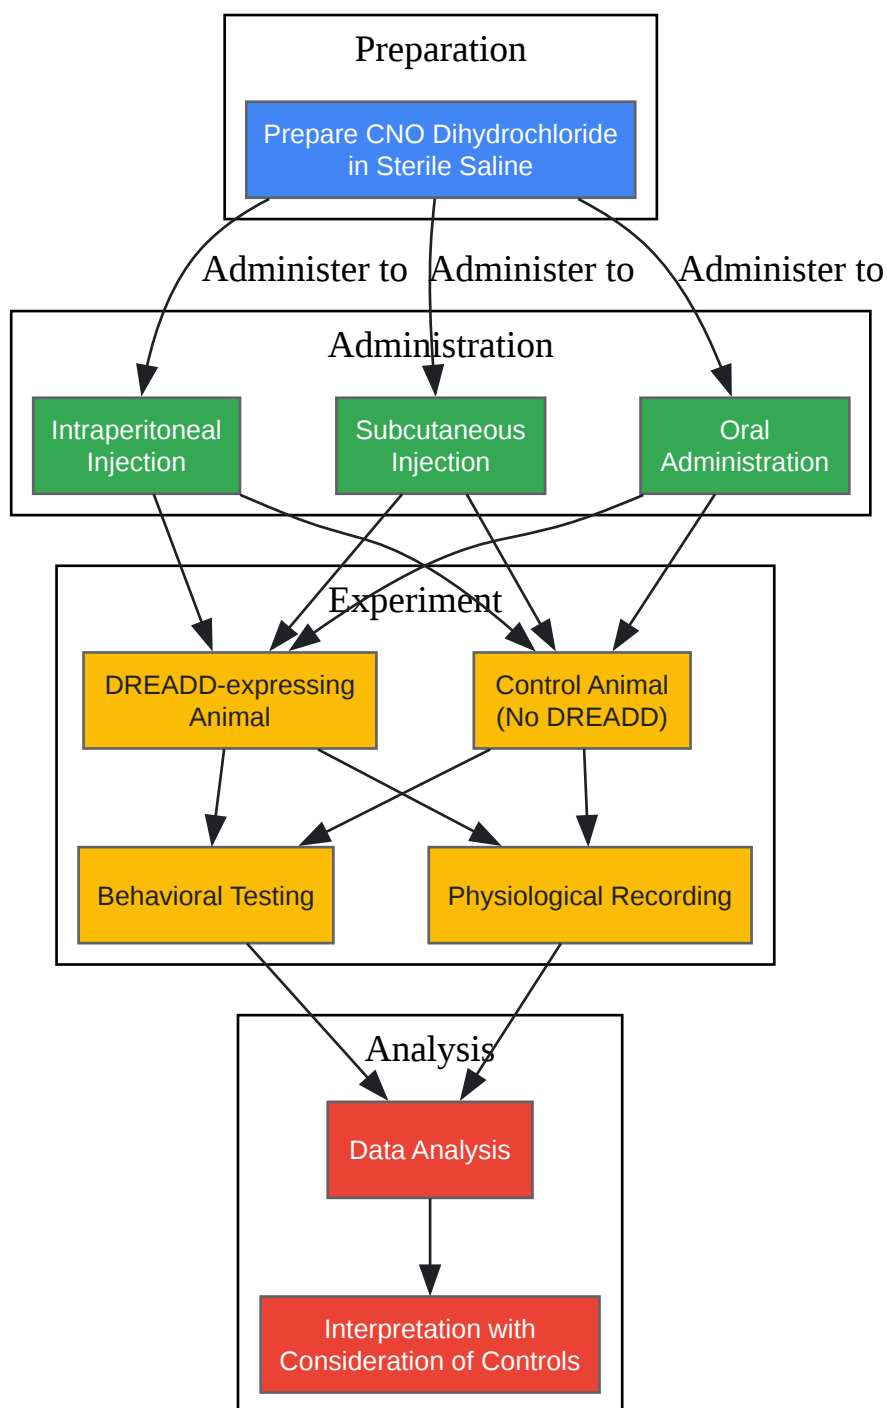 Preparation
Prepare CNO Dihydrochloride
in Sterile Saline
Administer to
Administer to
Administer to
Administration
Intraperitoneal
Injection
Subcutaneous
Injection
Oral
Administration
Experiment
DREADD-expressing
Animal
Control Animal
(No DREADD)
Behavioral Testing
Physiological Recording
Analysis
Data Analysis
Interpretation with
Consideration of Controls